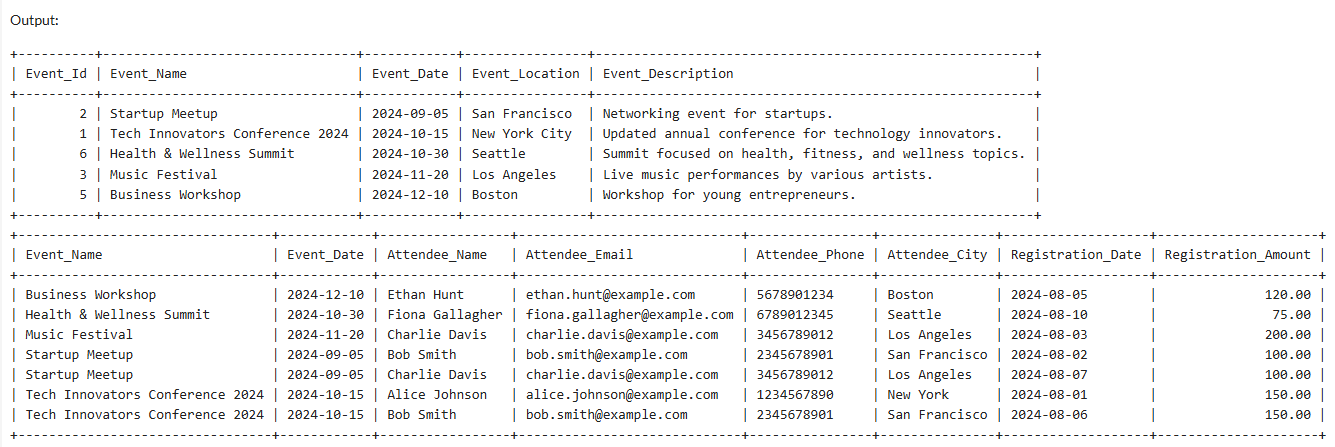 Output:
+----------+--------------------------------+------------+----------------+--------------------------------------------------------+
| Event_Id | Event_Name                     | Event_Date | Event_Location | Event_Description                                      |
+----------+--------------------------------+------------+----------------+--------------------------------------------------------+
|        2 | Startup Meetup                 | 2024-09-05 | San Francisco  | Networking event for startups.                         |
|        1 | Tech Innovators Conference 2024 | 2024-10-15 | New York City  | Updated annual conference for technology innovators.   |
|        6 | Health & Wellness Summit       | 2024-10-30 | Seattle        | Summit focused on health, fitness, and wellness topics. |
|        3 | Music Festival                 | 2024-11-20 | Los Angeles    | Live music performances by various artists.            |
|        5 | Business Workshop              | 2024-12-10 | Boston         | Workshop for young entrepreneurs.                      |
+----------+--------------------------------+------------+----------------+--------------------------------------------------------+
+---------------------------------+------------+-----------------+-----------------------------+----------------+---------------+-------------------+---------------------+
| Event_Name                      | Event_Date | Attendee_Name   | Attendee_Email              | Attendee_Phone | Attendee_City | Registration_Date | Registration_Amount |
+---------------------------------+------------+-----------------+-----------------------------+----------------+---------------+-------------------+---------------------+
| Business Workshop               | 2024-12-10 | Ethan Hunt      | ethan.hunt@example.com      | 5678901234     | Boston        | 2024-08-05        |              120.00 |
| Health & Wellness Summit        | 2024-10-30 | Fiona Gallagher | fiona.gallagher@example.com | 6789012345     | Seattle       | 2024-08-10        |               75.00 |
| Music Festival                  | 2024-11-20 | Charlie Davis   | charlie.davis@example.com   | 3456789012     | Los Angeles   | 2024-08-03        |              200.00 |
| Startup Meetup                  | 2024-09-05 | Bob Smith       | bob.smith@example.com       | 2345678901     | San Francisco | 2024-08-02        |              100.00 |
| Startup Meetup                  | 2024-09-05 | Charlie Davis   | charlie.davis@example.com   | 3456789012     | Los Angeles   | 2024-08-07        |              100.00 |
| Tech Innovators Conference 2024 | 2024-10-15 | Alice Johnson   | alice.johnson@example.com   | 1234567890     | New York      | 2024-08-01        |              150.00 |
| Tech Innovators Conference 2024 | 2024-10-15 | Bob Smith       | bob.smith@example.com       | 2345678901     | San Francisco | 2024-08-06        |              150.00 |
+---------------------------------+------------+-----------------+-----------------------------+----------------+---------------+-------------------+---------------------+